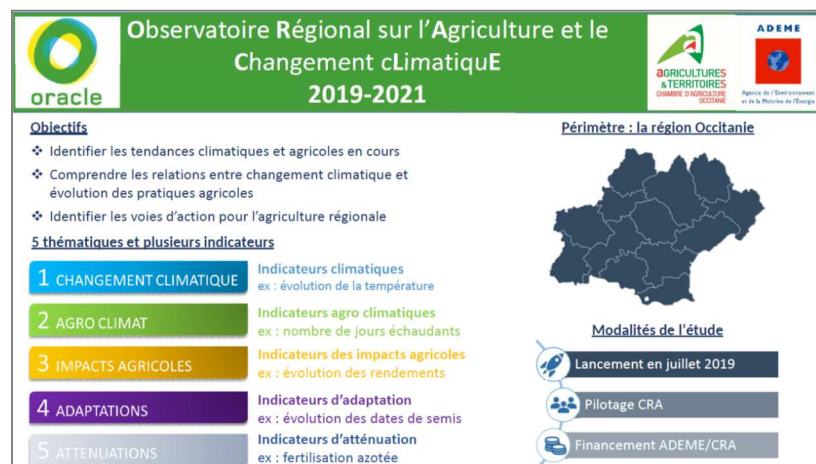 Observatoire Régional sur l'Agriculture et le
Changement cLimatiquE
2019-2021
oracle
aGRICULTURES
& TERRITOIRES
CHAMBRE D'AGRICULTURE
OCCITANIE
ADEME
Agence de l'Environnement
et de la Maîtrise de l'Energie
Objectifs
❖ Identifier les tendances climatiques et agricoles en cours
❖ Comprendre les relations entre changement climatique et
évolution des pratiques agricoles
❖ Identifier les voies d'action pour l'agriculture régionale
5 thématiques et plusieurs indicateurs
1 CHANGEMENT CLIMATIQUE
Indicateurs climatiques
ex : évolution de la température
2 AGRO CLIMAT
Indicateurs agro climatiques
ex : nombre de jours échaudants
3 IMPACTS AGRICOLES
Indicateurs des impacts agricoles
ex : évolution des rendements
4 ADAPTATIONS
Indicateurs d'adaptation
ex : évolution des dates de semis
5 ATTENUATIONS
Indicateurs d'atténuation
ex : fertilisation azotée
Périmètre : la région Occitanie
Modalités de l'étude
Lancement en juillet 2019
Pilotage CRA
Financement ADEME/CRA